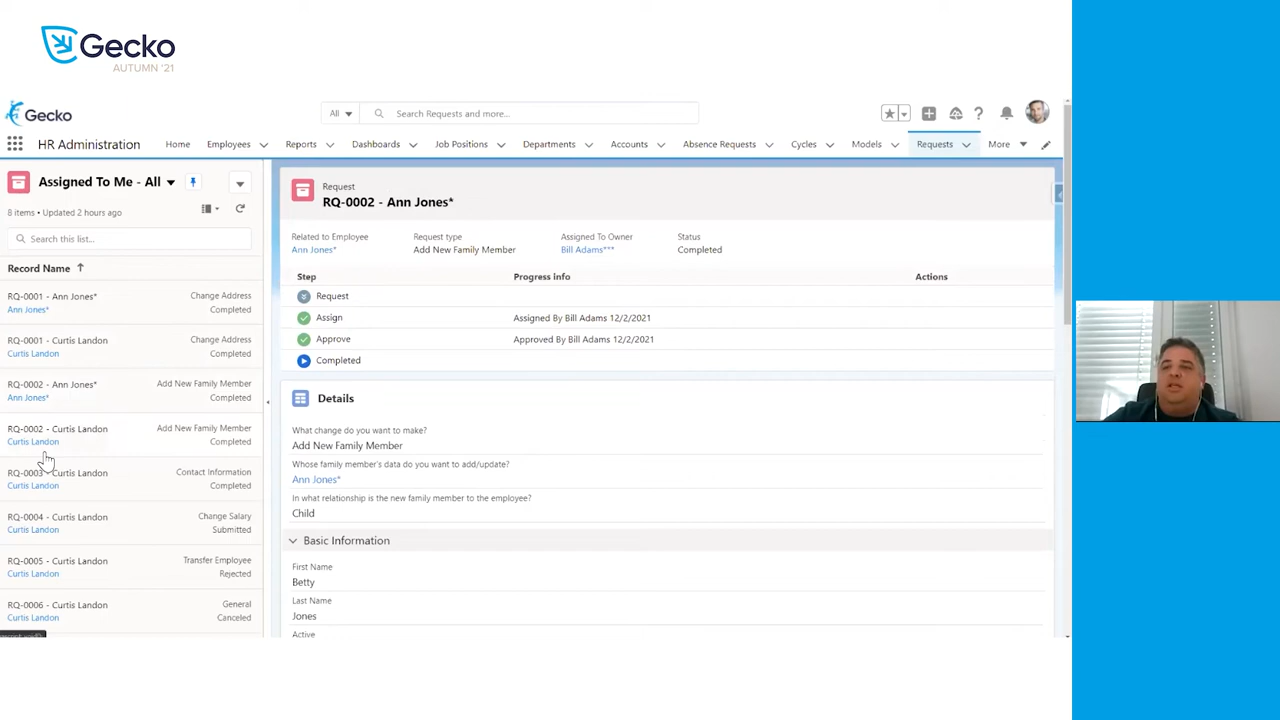 Gecko
AUTUMN '21
Gecko
All
Search Requests and more...
HR Administration
Home
Employees
Reports
Dashboards
Job Positions
Departments
Accounts
Absence Requests
Cycles
Models
Requests
More
Assigned To Me - All
8 items • Updated 2 hours ago
Search this list...
Record Name
RQ-0001 - Ann Jones* Change Address
Ann Jones* Completed
RQ-0001 - Curtis Landon Change Address
Curtis Landon Completed
RQ-0002 - Ann Jones* Add New Family Member
Ann Jones* Completed
RQ-0002 - Curtis Landon Add New Family Member
Curtis Landon Completed
RQ-0003 - Curtis Landon Contact Information
Curtis Landon Completed
RQ-0004 - Curtis Landon Change Salary
Curtis Landon Submitted
RQ-0005 - Curtis Landon Transfer Employee
Curtis Landon Rejected
RQ-0006 - Curtis Landon General
Curtis Landon Canceled
Request
RQ-0002 - Ann Jones*
Related to Employee Request type Assigned To Owner Status
Ann Jones* Add New Family Member Bill Adams*** Completed
Step Progress info Actions
Request
Assign Assigned By Bill Adams 12/2/2021
Approve Approved By Bill Adams 12/2/2021
Completed
Details
What change do you want to make?
Add New Family Member
Whose family member's data do you want to add/update?
Ann Jones*
In what relationship is the new family member to the employee?
Child
Basic Information
First Name
Betty
Last Name
Jones
Active